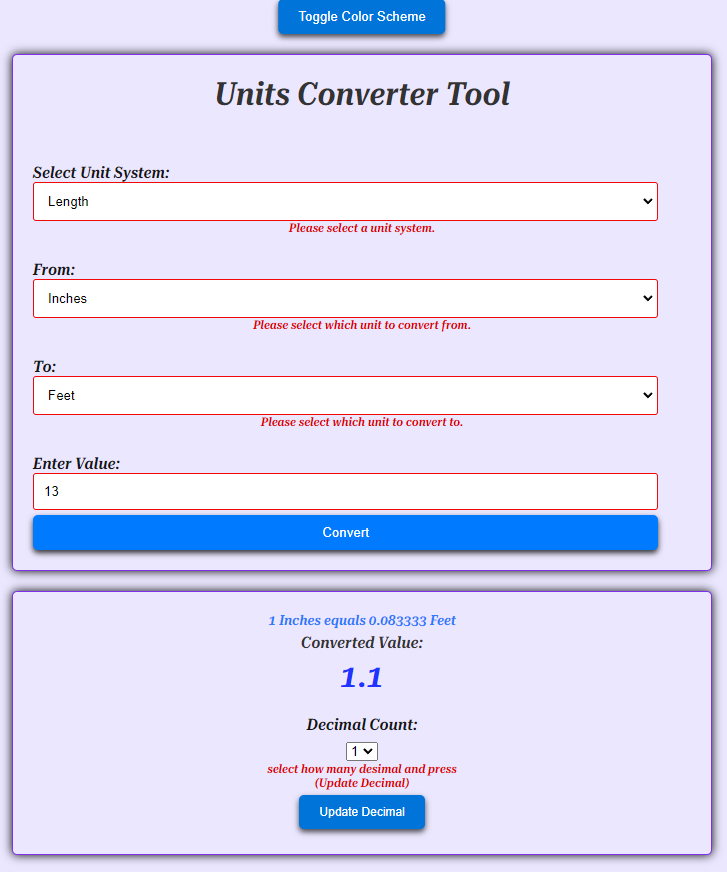 Toggle Color Scheme
Units Converter Tool
Select Unit System:
Length
Please select a unit system.
From:
Inches
Please select which unit to convert from.
To:
Feet
Please select which unit to convert to.
Enter Value:
13
Convert
1 Inches equals 0.083333 Feet
Converted Value:
1.1
Decimal Count:
1
select how many desimal and press
(Update Decimal)
Update Decimal